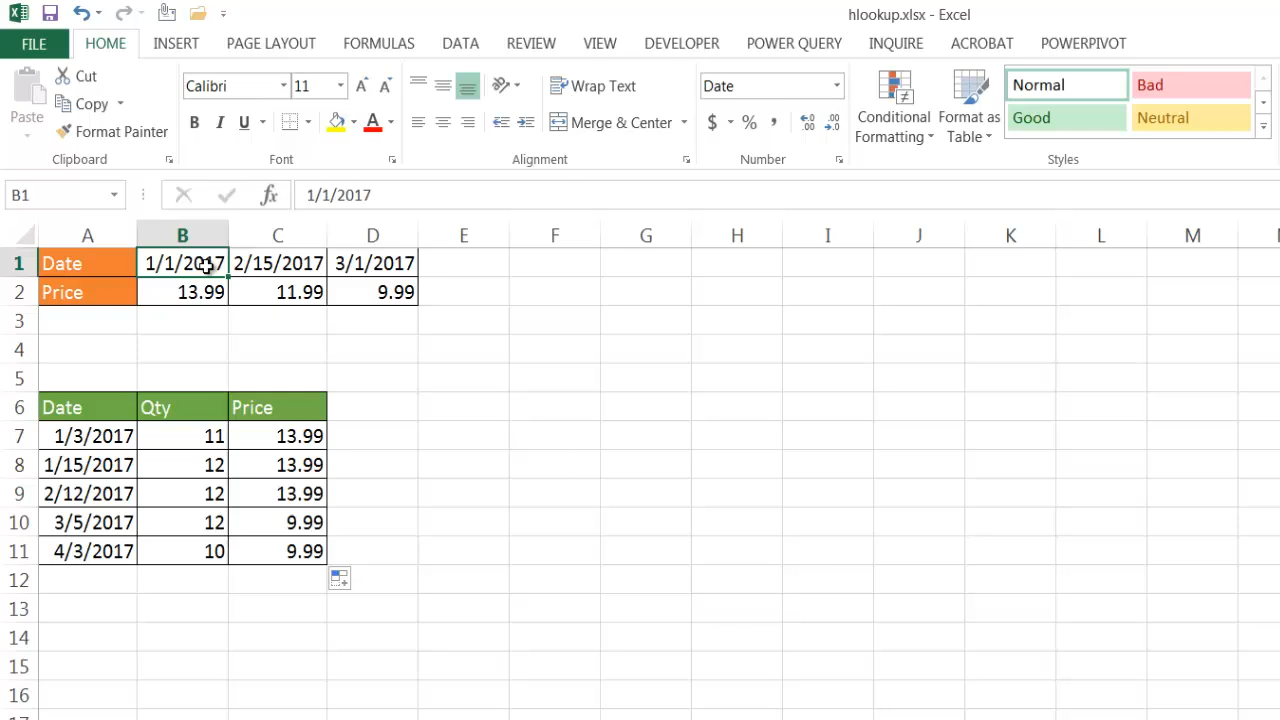 hlookup.xlsx - Excel
FILE HOME INSERT PAGE LAYOUT FORMULAS DATA REVIEW VIEW DEVELOPER POWER QUERY INQUIRE ACROBAT POWERPIVOT
Paste
Cut
Copy
Format Painter
Calibri 11
B I U A
Wrap Text
Merge & Center
Date
$ % ,
Conditional Formatting
Format as Table
Normal Bad
Good Neutral
Clipboard Font Alignment Number Styles
B1 fx 1/1/2017
A B C D E F G H I J K L M
1 Date 1/1/2017 2/15/2017 3/1/2017
2 Price 13.99 11.99 9.99
3
4
5
6 Date Qty Price
7 1/3/2017 11 13.99
8 1/15/2017 12 13.99
9 2/12/2017 12 13.99
10 3/5/2017 12 9.99
11 4/3/2017 10 9.99
12
13
14
15
16